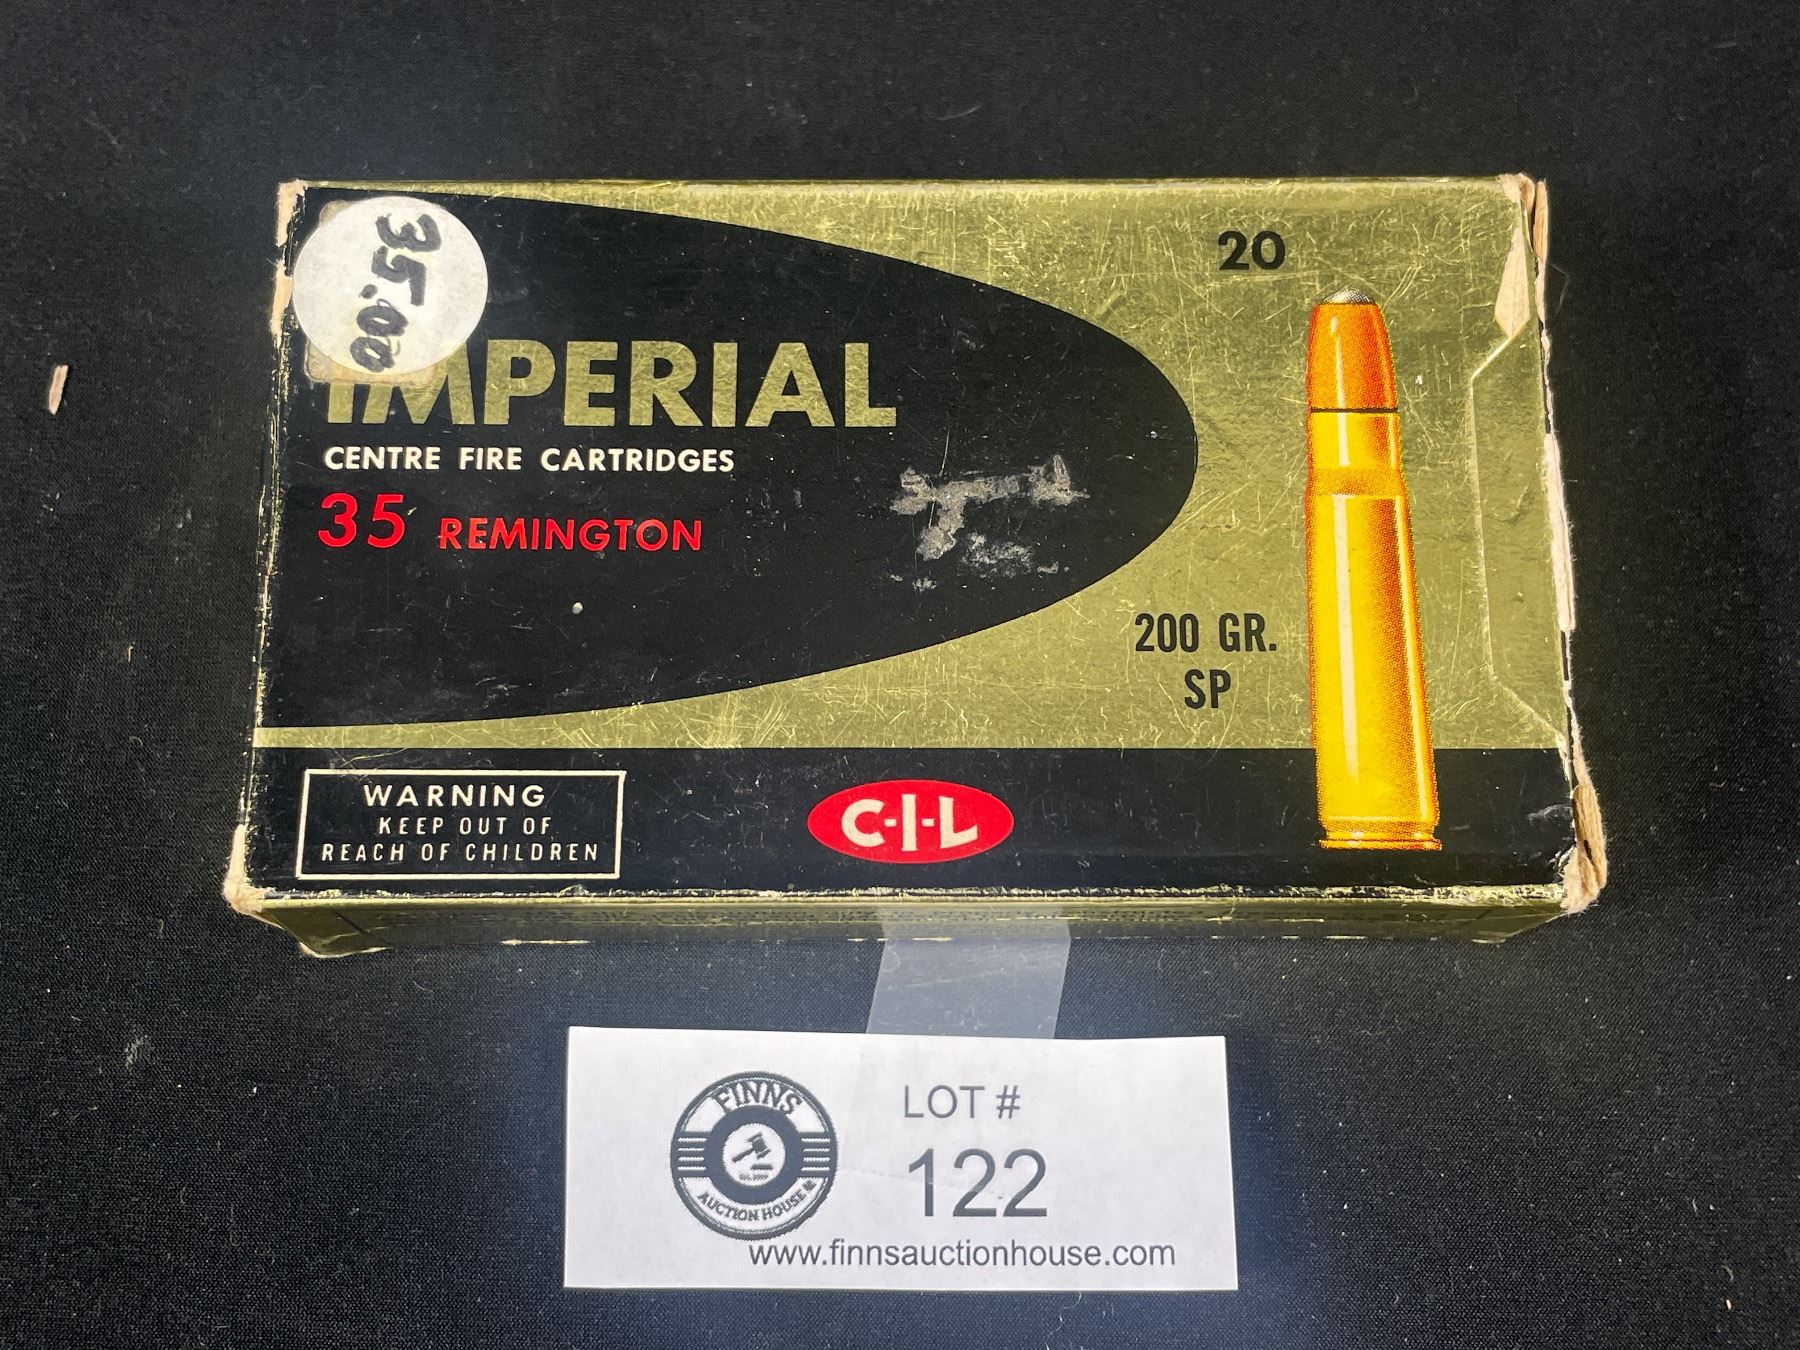 35.00
20
IMPERIAL
CENTRE FIRE CARTRIDGES
35 REMINGTON
200 GR.
SP
WARNING
KEEP OUT OF
REACH OF CHILDREN
C-I-L
FINNS
AUCTION HOUSE
LOT #
122
www.finnsauctionhouse.com